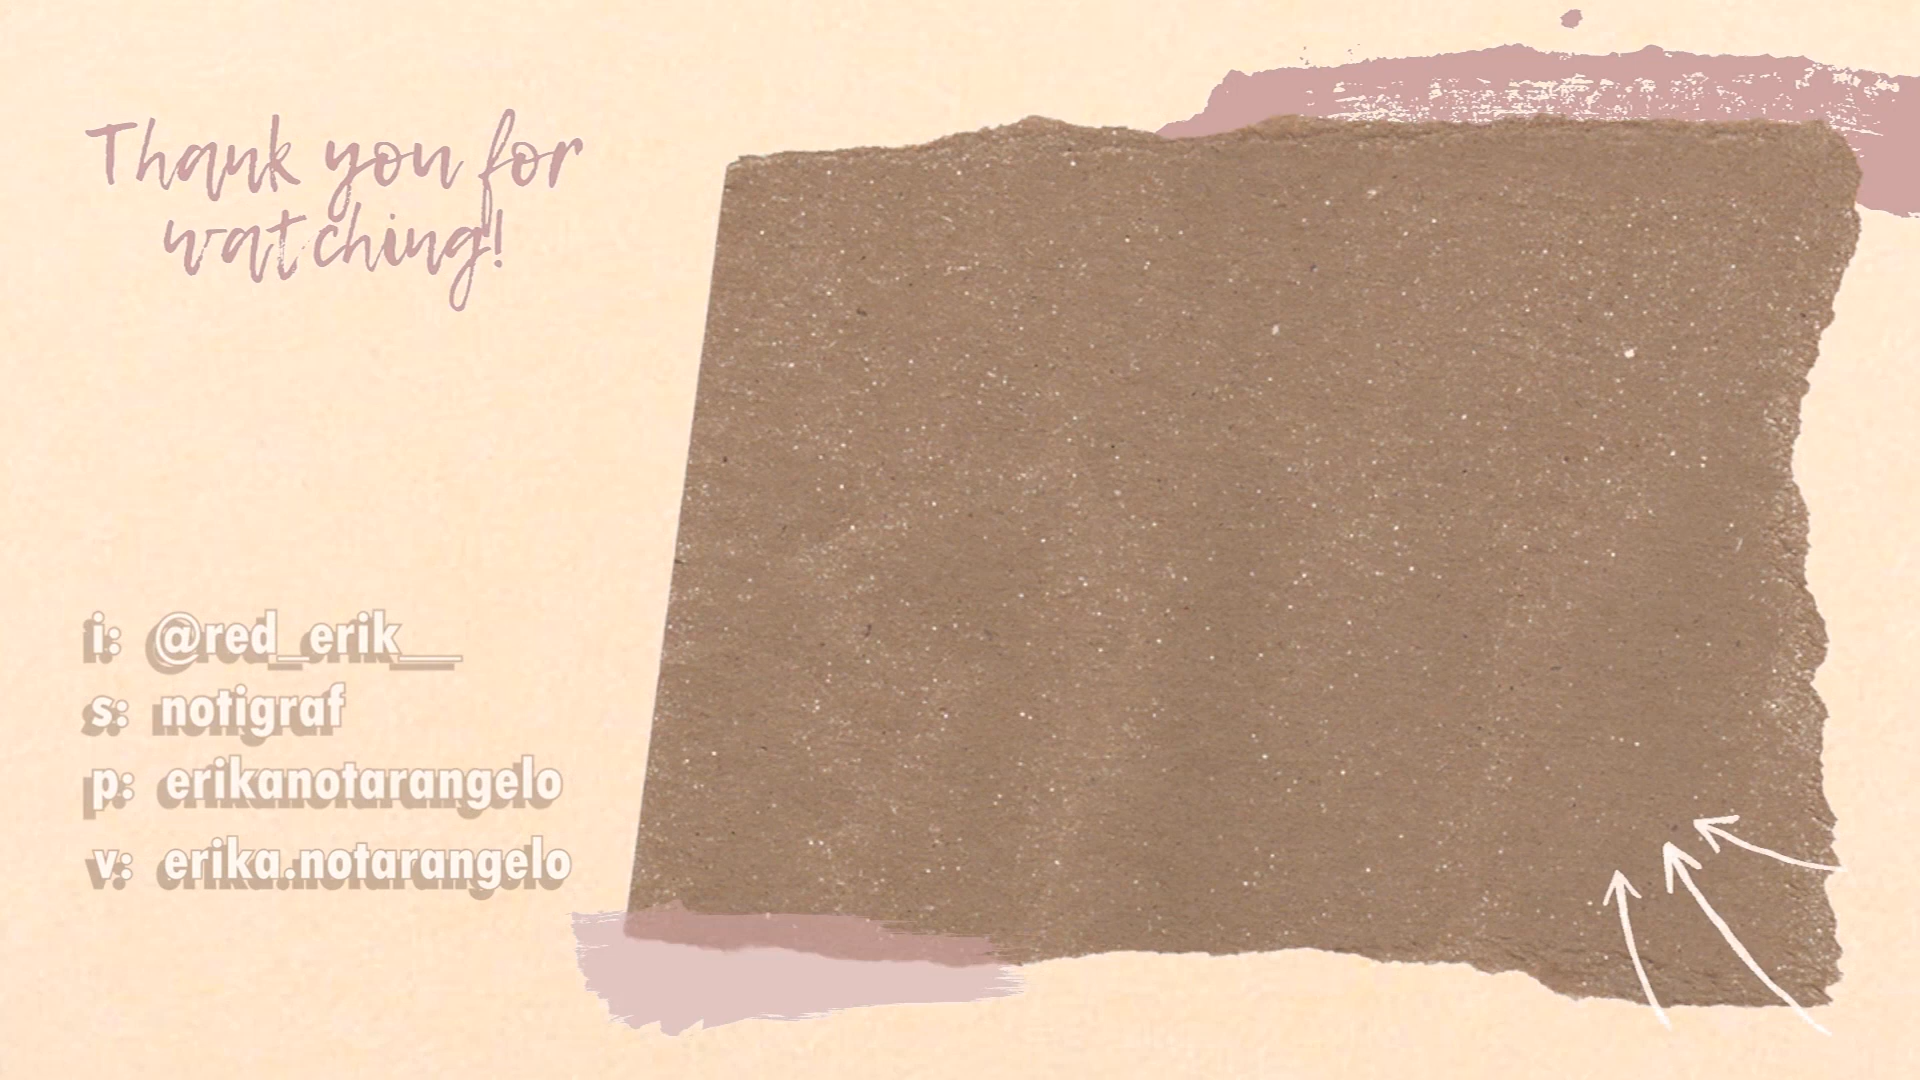 Thank you for
watching!
i: @red_erik__
s: notigraf
p: erikanotarangelo
v: erika.notarangelo